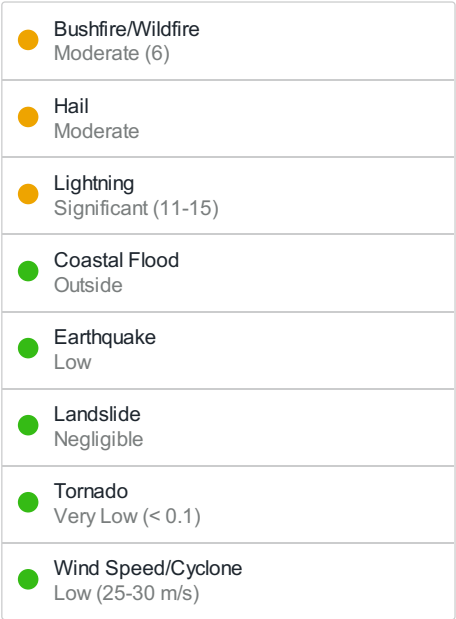 Bushfire/Wildfire
Moderate (6)
Hail
Moderate
Lightning
Significant (11-15)
Coastal Flood
Outside
Earthquake
Low
Landslide
Negligible
Tornado
Very Low (< 0.1)
Wind Speed/Cyclone
Low (25-30 m/s)